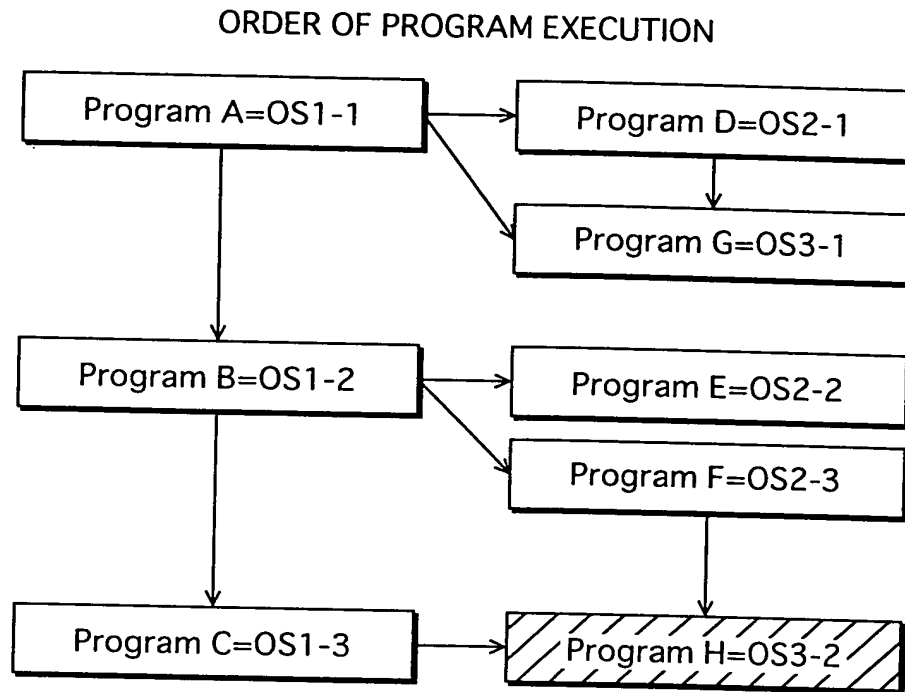 ORDER OF PROGRAM EXECUTION
Program A=OS1-1
Program D=OS2-1
Program G=OS3-1
Program B=OS1-2
Program E=OS2-2
Program F=OS2-3
Program C=OS1-3
Program H=OS3-2